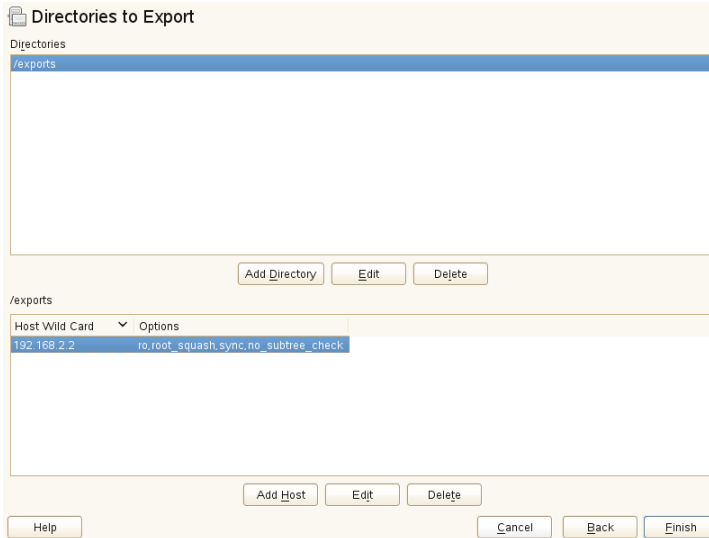 Directories to Export
Directories
/exports
Add Directory Edit Delete
/exports
Host Wild Card Options
192.168.2.2 ro,root_squash,sync,no_subtree_check
Add Host Edit Delete
Help Cancel Back Finish